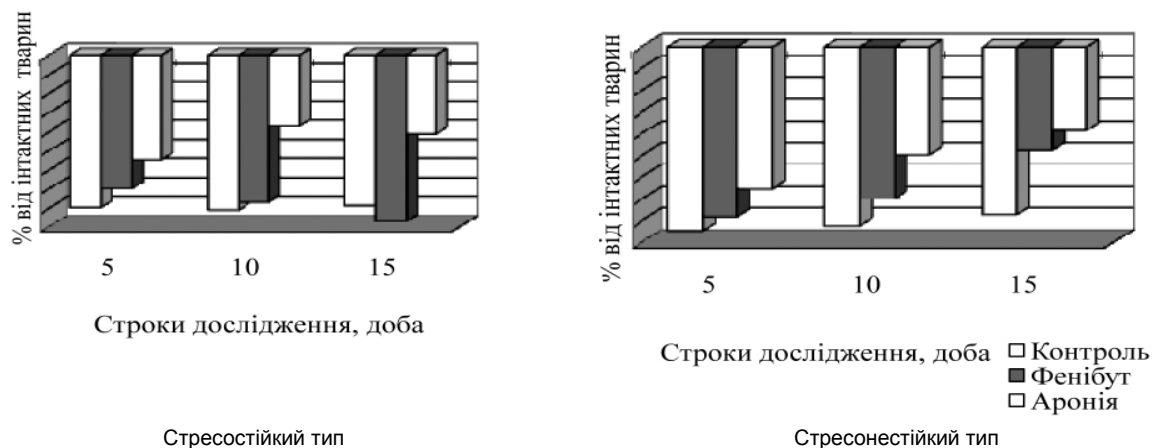 % від інтактних тварин
5 10 15
Строки дослідження, доба
Стресостійкий тип
% від інтактних тварин
5 10 15
Строки дослідження, доба
Контроль
Фенібут
Аронія
Стресонестійкий тип